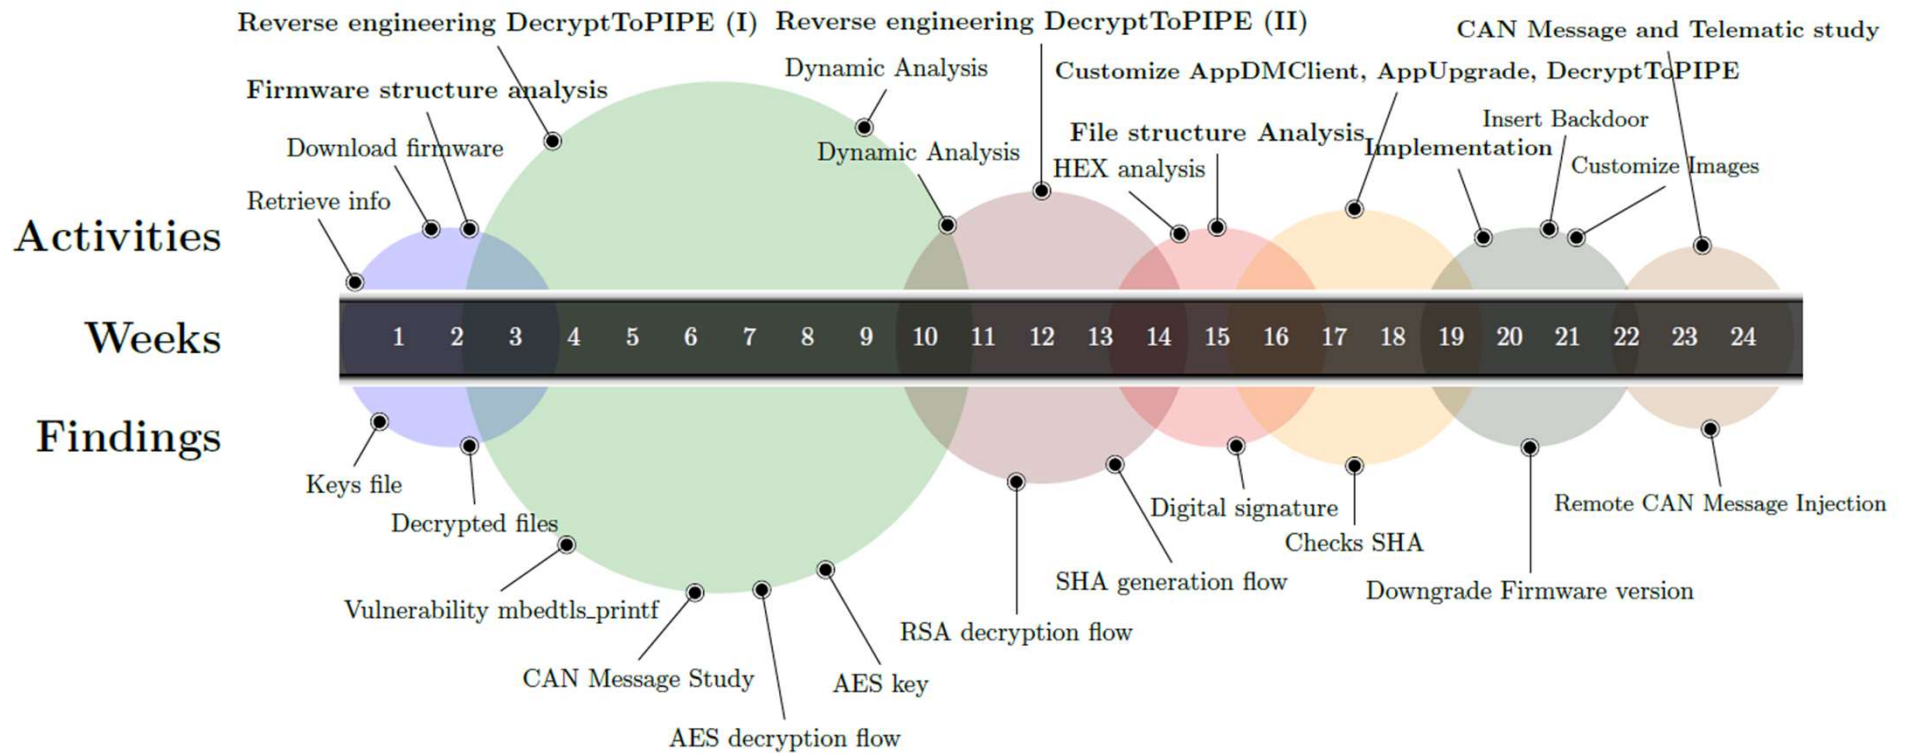 Reverse engineering DecryptToPIPE (I)
Reverse engineering DecryptToPIPE (II)
CAN Message and Telematic study
Dynamic Analysis
Customize AppDMClient, AppUpgrade, DecryptToPIPE
Firmware structure analysis
Insert Backdoor
File structure Analysis
Download firmware
Dynamic Analysis
Implementation
HEX analysis
Customize Images
Retrieve info
Activities
Weeks
1 2 3 4 5 6 7 8 9 10 11 12 13 14 15 16 17 18 19 20 21 22 23 24
Findings
Keys file
Decrypted files
Digital signature
Remote CAN Message Injection
Checks SHA
SHA generation flow
Downgrade Firmware version
Vulnerability mbedtls_printf
RSA decryption flow
CAN Message Study
AES key
AES decryption flow